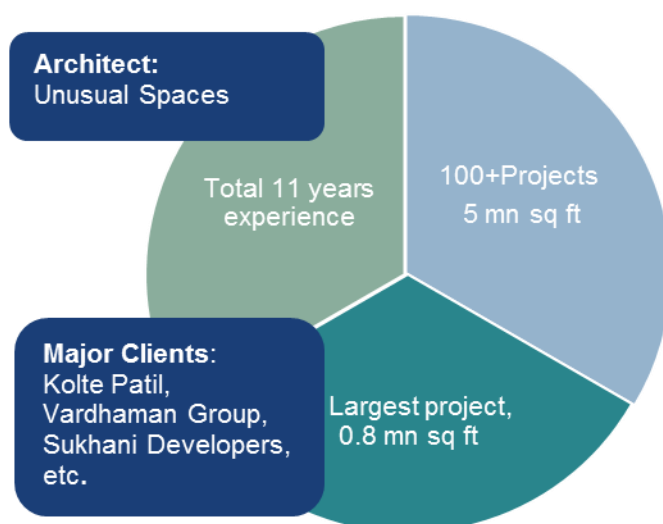 Architect:
Unusual Spaces
Total 11 years
experience
100+Projects
5 mn sq ft
Major Clients:
Kolte Patil,
Vardhaman Group,
Sukhani Developers,
etc.
Largest project,
0.8 mn sq ft